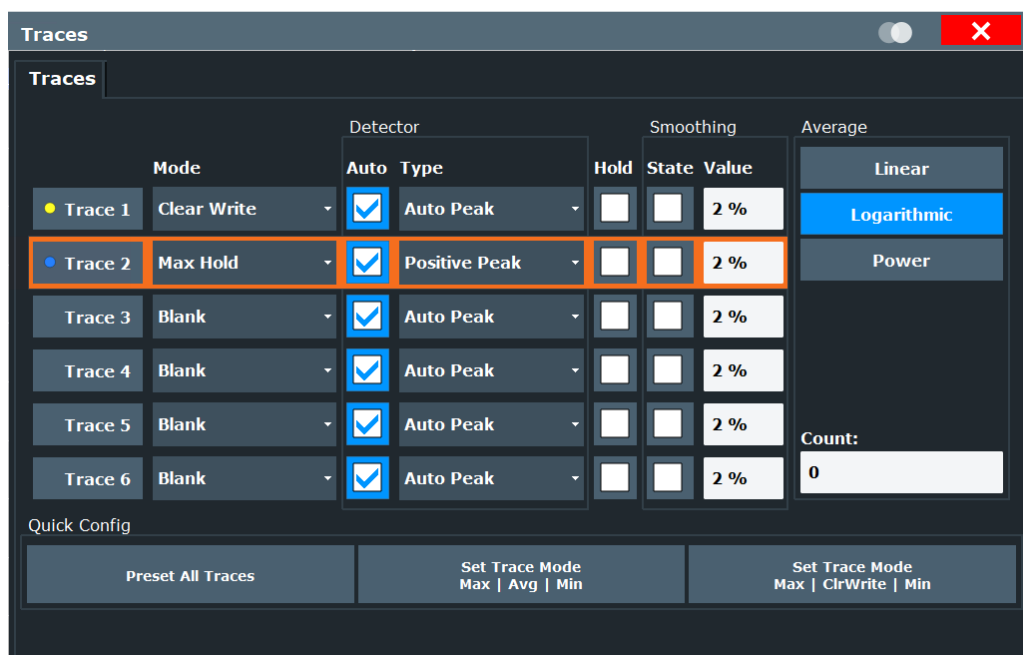 Traces
Traces
Detector Smoothing Average
Mode Auto Type Hold State Value Linear
Trace 1 Clear Write Auto Peak 2 % Logarithmic
Trace 2 Max Hold Positive Peak 2 % Power
Trace 3 Blank Auto Peak 2 %
Trace 4 Blank Auto Peak 2 %
Trace 5 Blank Auto Peak 2 %
Count:
Trace 6 Blank Auto Peak 2 % 0
Quick Config
Preset All Traces
Set Trace Mode
Max | Avg | Min
Set Trace Mode
Max | ClrWrite | Min